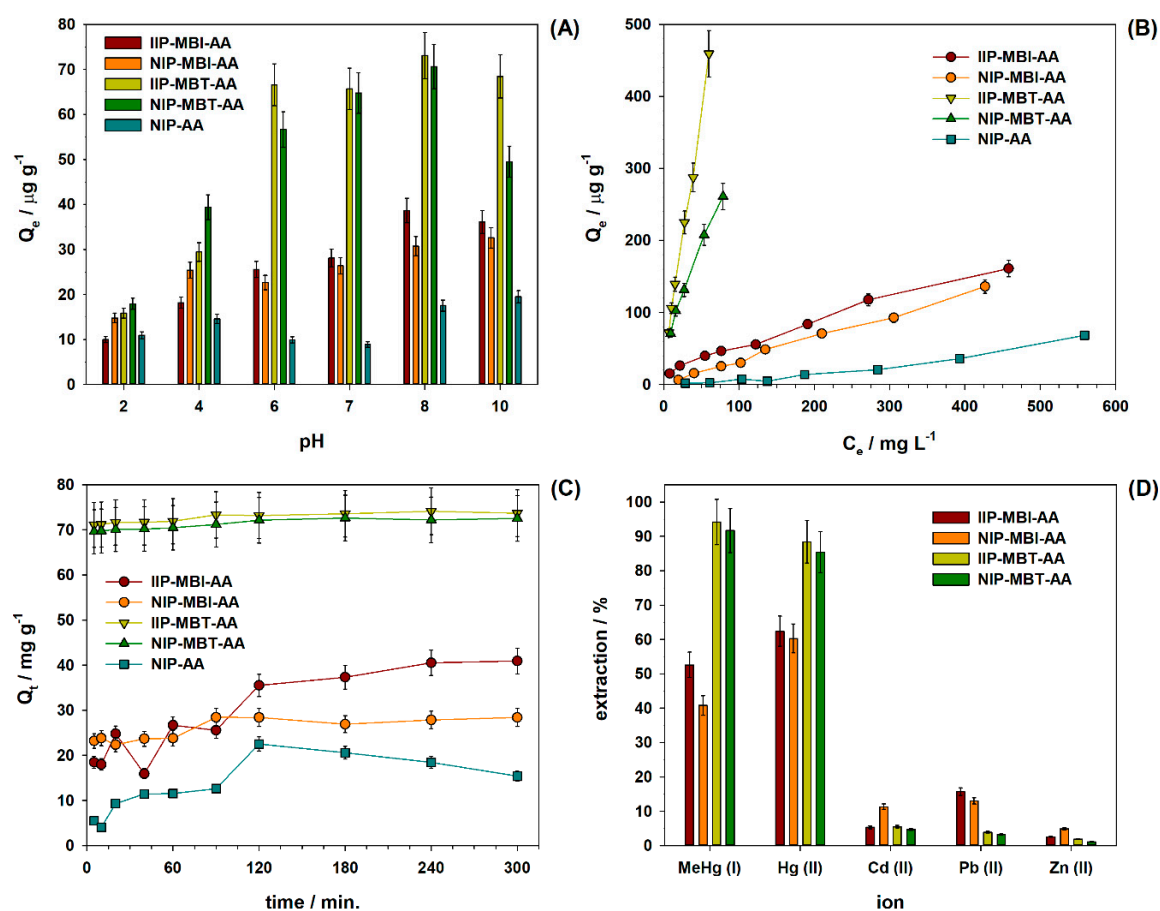 (A)
80
70
60
50
40
30
20
10
0
Qe / μg g-1
IIP-MBI-AA
NIP-MBI-AA
IIP-MBT-AA
NIP-MBT-AA
NIP-AA
2 4 6 7 8 10
pH
(B)
500
400
300
200
100
0
Qe / μg g-1
IIP-MBI-AA
NIP-MBI-AA
IIP-MBT-AA
NIP-MBT-AA
NIP-AA
0 100 200 300 400 500 600
Ce / mg L-1
(C)
80
70
60
50
40
30
20
10
0
Qt / mg g-1
IIP-MBI-AA
NIP-MBI-AA
IIP-MBT-AA
NIP-MBT-AA
NIP-AA
0 60 120 180 240 300
time / min.
(D)
100
90
80
70
60
50
40
30
20
10
0
extraction / %
IIP-MBI-AA
NIP-MBI-AA
IIP-MBT-AA
NIP-MBT-AA
MeHg (I) Hg (II) Cd (II) Pb (II) Zn (II)
ion